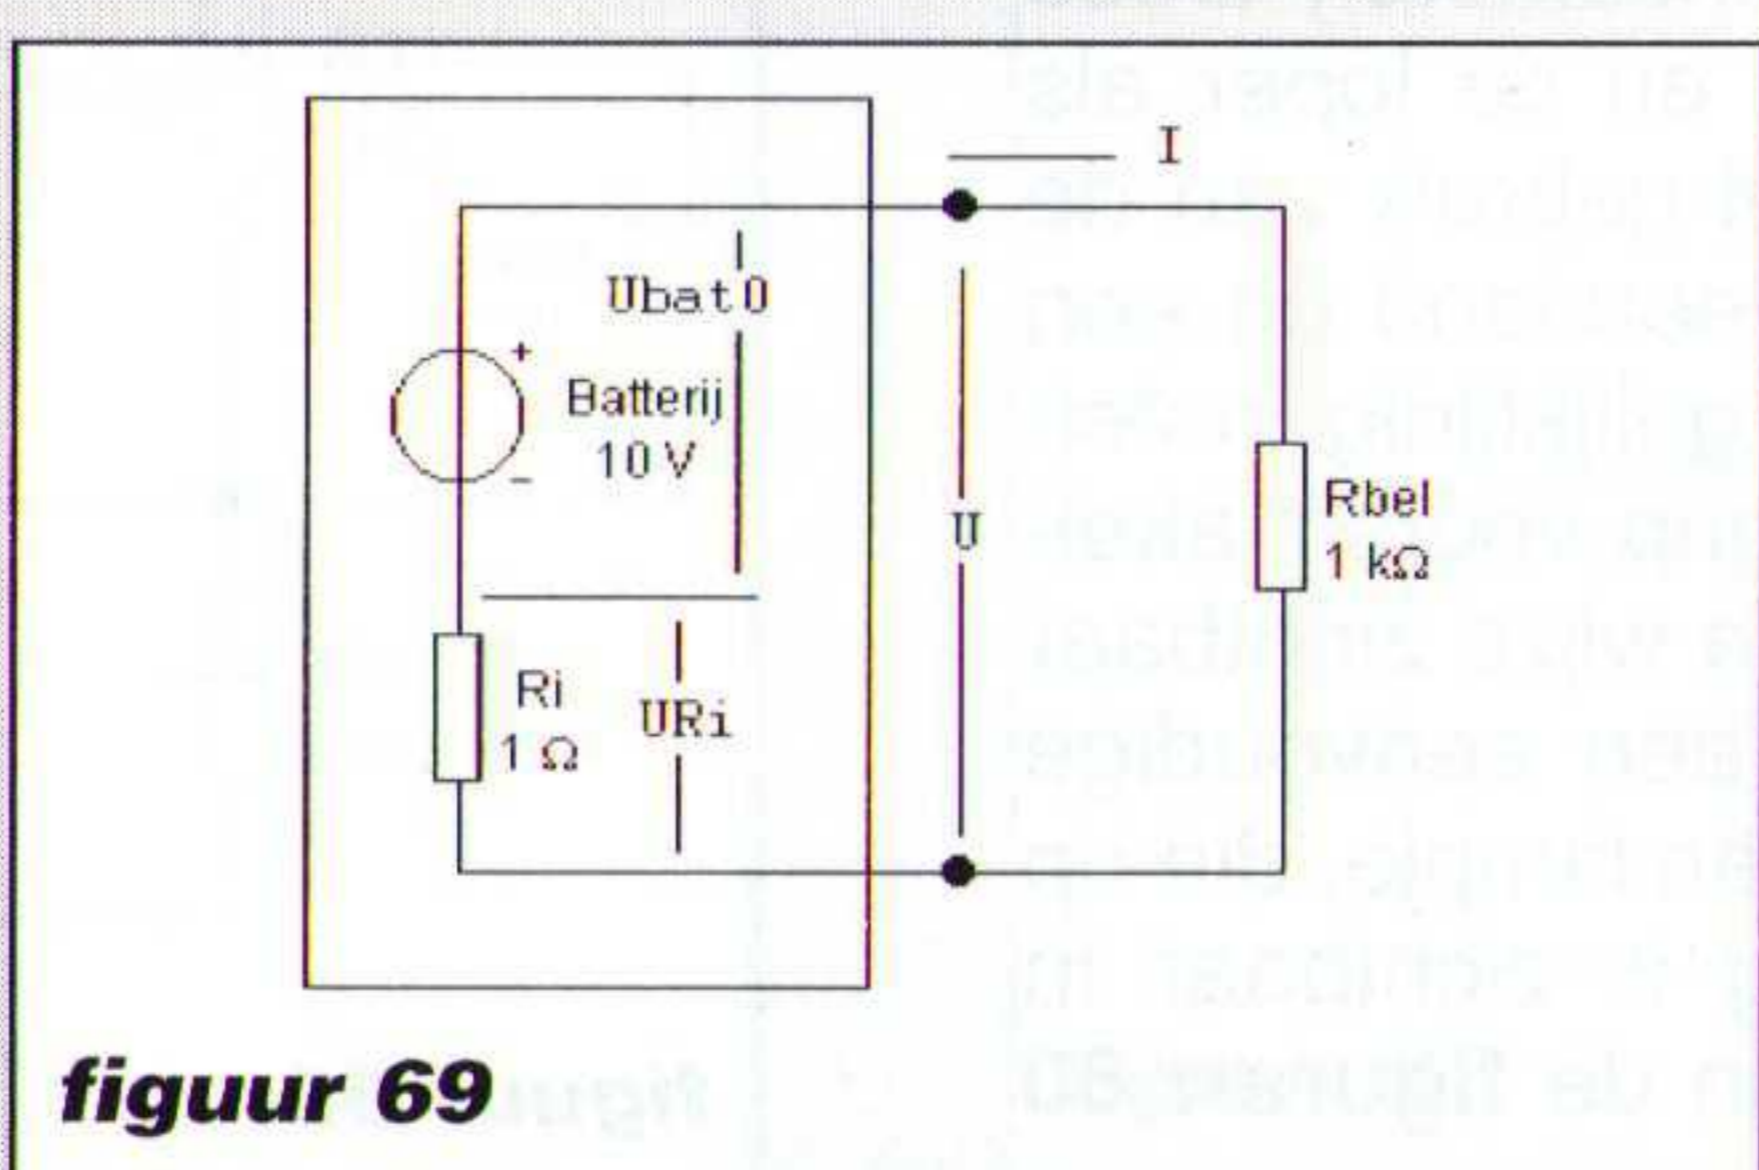 I
Ubat0
+
Batterij
10 V
−
U
Rbel
1 kΩ
Ri
1 Ω
URi
figuur 69